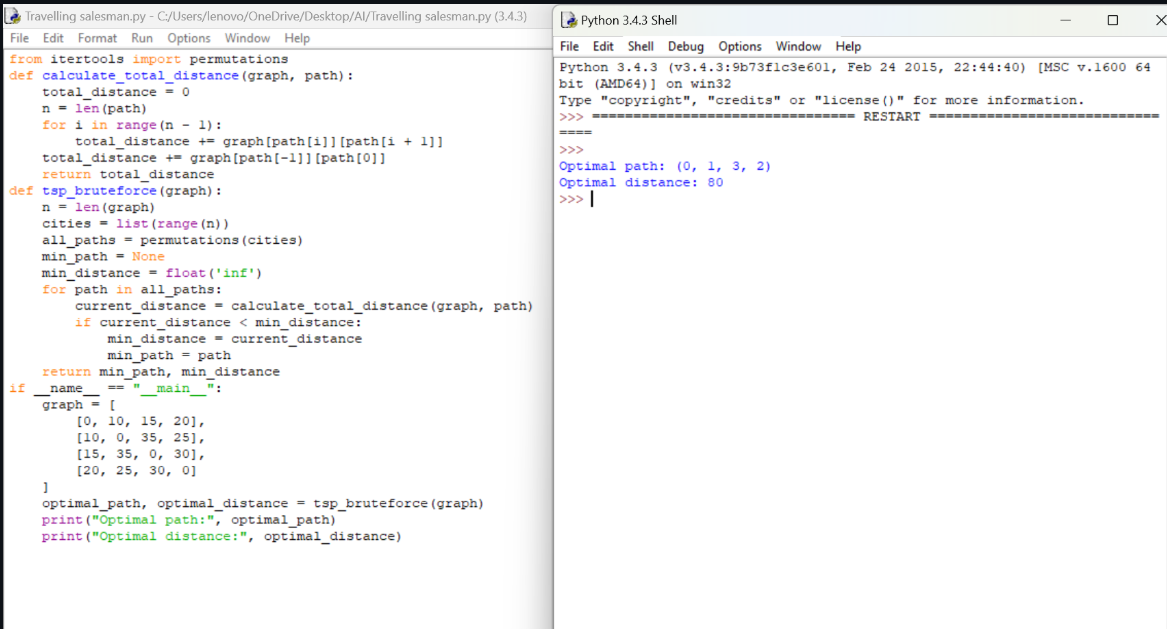 Travelling salesman.py - C:/Users/lenovo/OneDrive/Desktop/AI/Travelling salesman.py (3.4.3)
File Edit Format Run Options Window Help
from itertools import permutations
def calculate_total_distance(graph, path):
    total_distance = 0
    n = len(path)
    for i in range(n - 1):
        total_distance += graph[path[i]][path[i + 1]]
    total_distance += graph[path[-1]][path[0]]
    return total_distance
def tsp_bruteforce(graph):
    n = len(graph)
    cities = list(range(n))
    all_paths = permutations(cities)
    min_path = None
    min_distance = float('inf')
    for path in all_paths:
        current_distance = calculate_total_distance(graph, path)
        if current_distance < min_distance:
            min_distance = current_distance
            min_path = path
    return min_path, min_distance
if __name__ == "__main__":
    graph = [
        [0, 10, 15, 20],
        [10, 0, 35, 25],
        [15, 35, 0, 30],
        [20, 25, 30, 0]
    ]
    optimal_path, optimal_distance = tsp_bruteforce(graph)
    print("Optimal path:", optimal_path)
    print("Optimal distance:", optimal_distance)
Python 3.4.3 Shell
File Edit Shell Debug Options Window Help
Python 3.4.3 (v3.4.3:9b73f1c3e601, Feb 24 2015, 22:44:40) [MSC v.1600 64
bit (AMD64)] on win32
Type "copyright", "credits" or "license()" for more information.
>>> ================================ RESTART ============================
====
>>>
Optimal path: (0, 1, 3, 2)
Optimal distance: 80
>>>